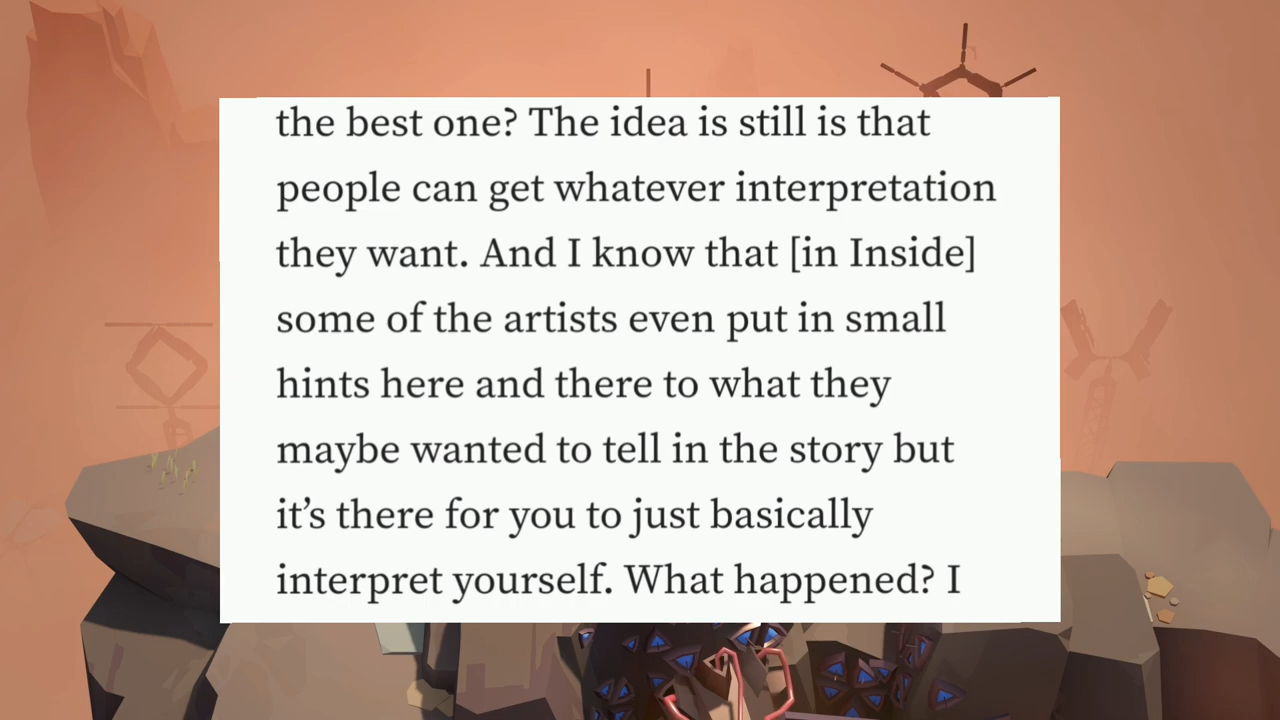 the best one? The idea is still is that
people can get whatever interpretation
they want. And I know that [in Inside]
some of the artists even put in small
hints here and there to what they
maybe wanted to tell in the story but
it’s there for you to just basically
interpret yourself. What happened? I